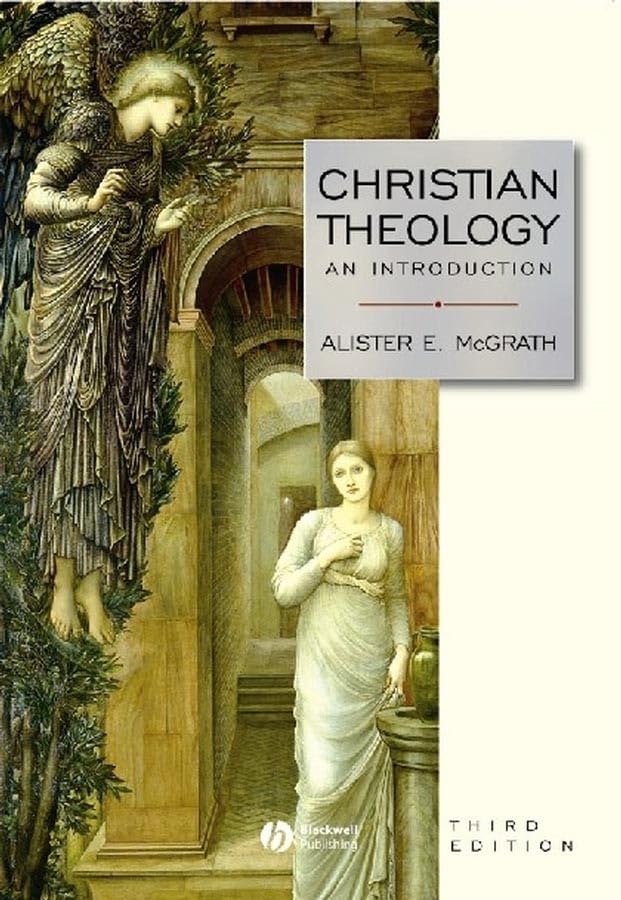 CHRISTIAN
THEOLOGY
AN INTRODUCTION
ALISTER E. McGRATH
Blackwell
Publishing
THIRD
EDITION